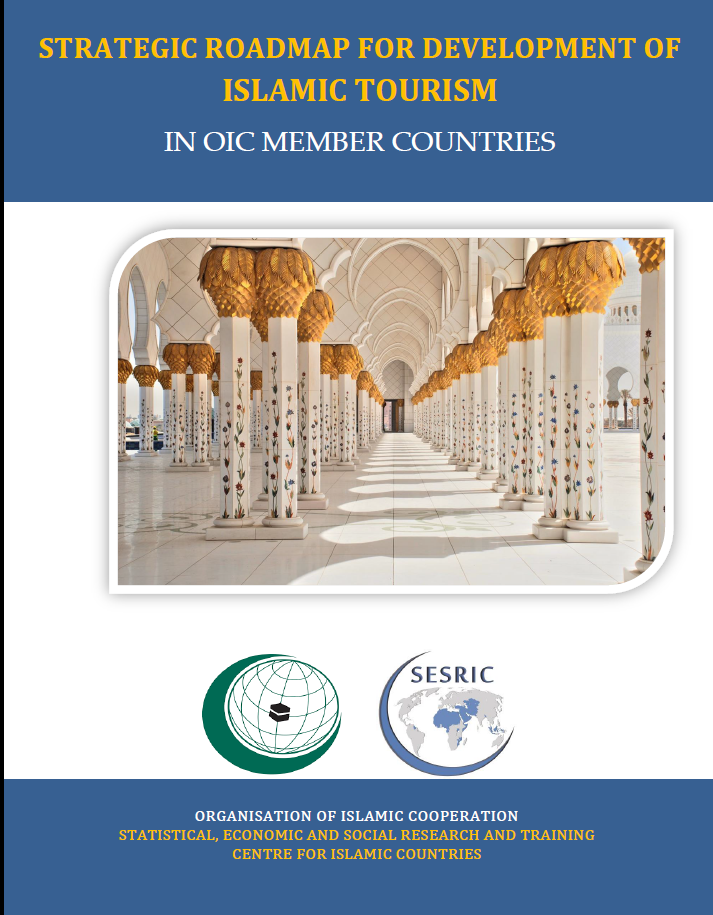 STRATEGIC ROADMAP FOR DEVELOPMENT OF
ISLAMIC TOURISM
IN OIC MEMBER COUNTRIES
SESRIC
ORGANISATION OF ISLAMIC COOPERATION
STATISTICAL, ECONOMIC AND SOCIAL RESEARCH AND TRAINING
CENTRE FOR ISLAMIC COUNTRIES